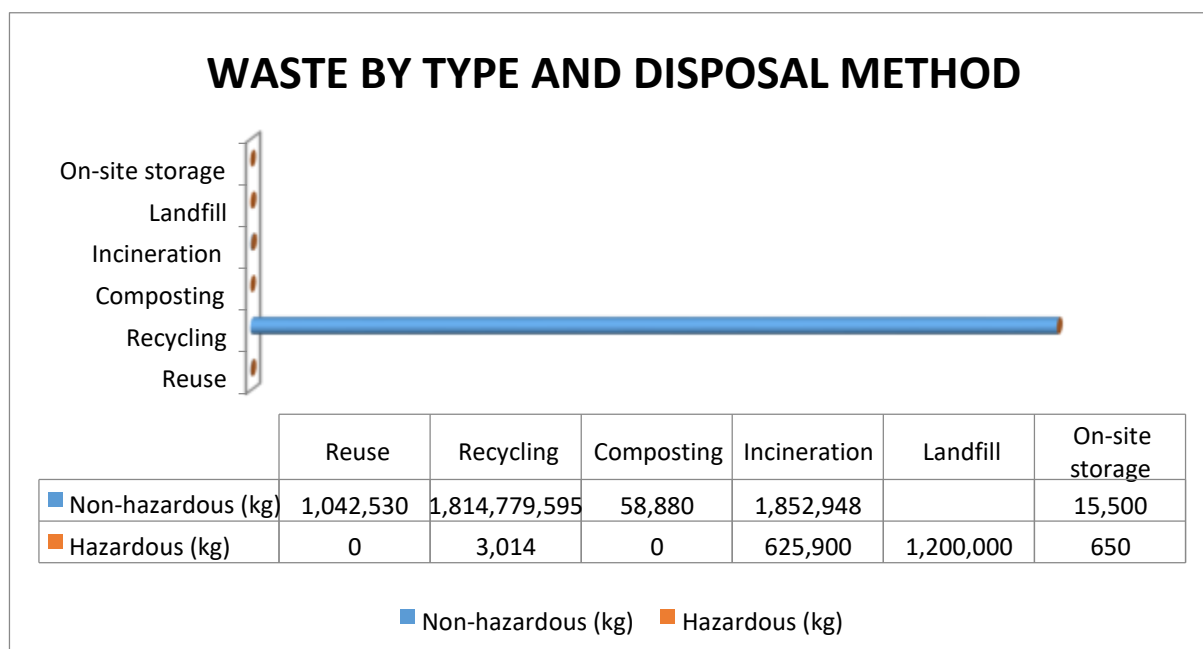 WASTE BY TYPE AND DISPOSAL METHOD
On-site storage
Landfill
Incineration
Composting
Recycling
Reuse
Reuse Recycling Composting Incineration Landfill On-site storage
Non-hazardous (kg) 1,042,530 1,814,779,595 58,880 1,852,948 15,500
Hazardous (kg) 0 3,014 0 625,900 1,200,000 650
Non-hazardous (kg) Hazardous (kg)